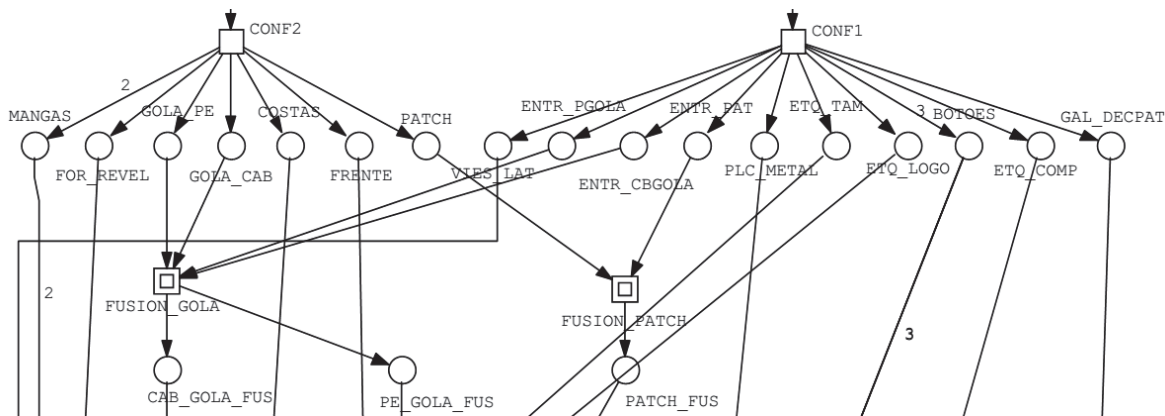 CONF2
CONF1
2
MANGAS
GOLA_PE
COSTAS
PATCH
ENTR_PGOLA
ENTR_PAT
ETQ_TAM
3
BOTOES
GAL_DECPAT
FOR_REVEL
GOLA_CAB
FRENTE
VIES_LAT
ENTR_CBGOLA
PLC_METAL
ETQ_LOGO
ETQ_COMP
2
FUSION_GOLA
FUSION_PATCH
3
CAB_GOLA_FUS
PE_GOLA_FUS
PATCH_FUS